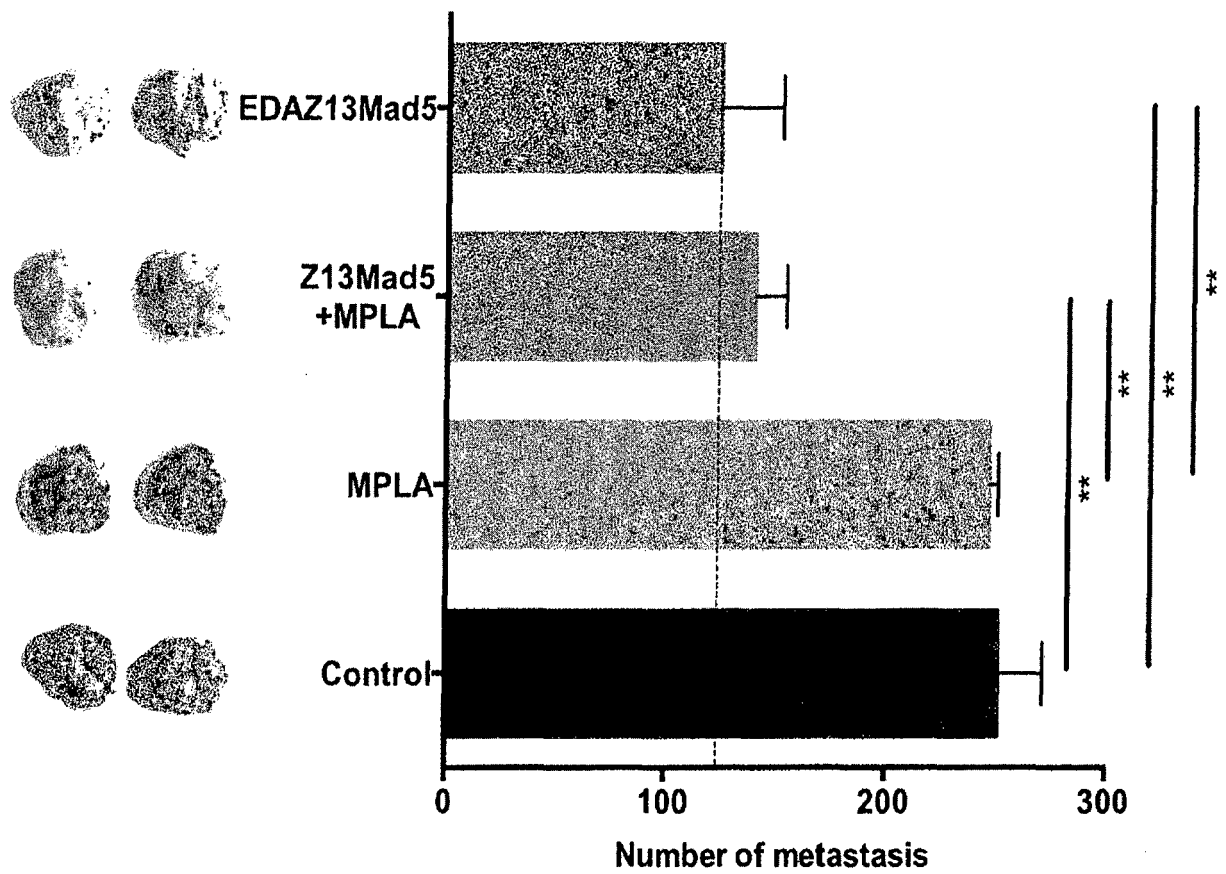 EDAZ13Mad5
Z13Mad5
+MPLA
MPLA
Control
**
**
**
**
0 100 200 300
Number of metastasis